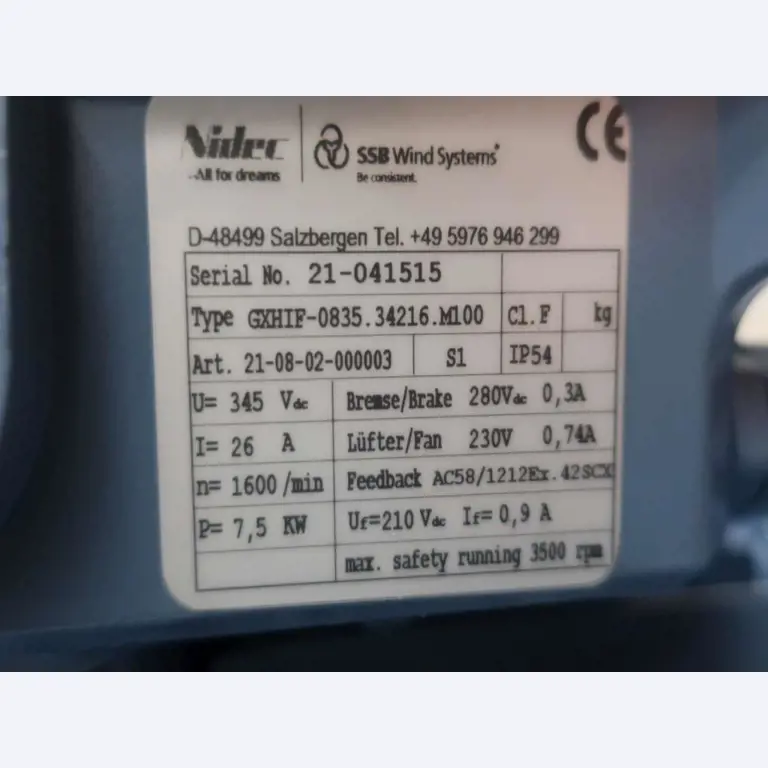 Nidec
-All for dreams
SSB Wind Systems®
Be consistent.
CE
D-48499 Salzbergen Tel. +49 5976 946 299
Serial No. 21-041515
Type GXHIF-0835.34216.M100 Cl.F kg
Art. 21-08-02-000003 S1 IP54
U= 345 Vdc Bremse/Brake 280Vdc 0,3A
I= 26 A Lüfter/Fan 230V 0,74A
n= 1600 /min Feedback AC58/1212Ex.42SCX
P= 7,5 KW Uf=210 Vdc If= 0,9 A
max. safety running 3500 rpm